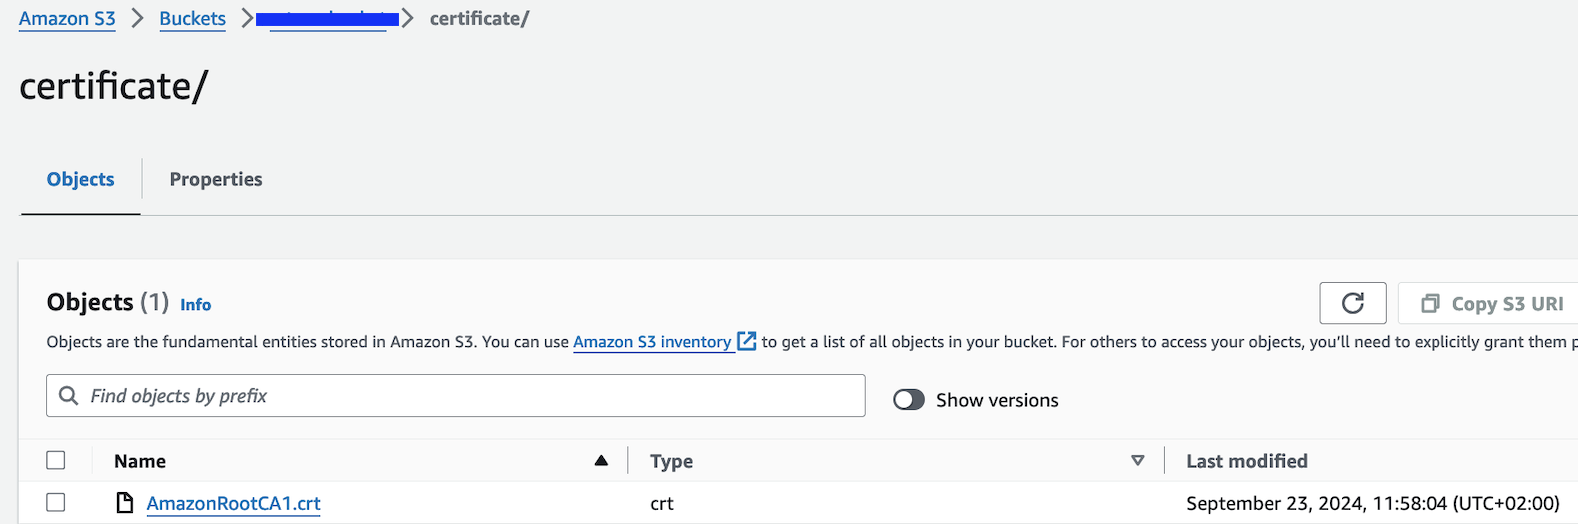 Amazon S3 > Buckets > > certificate/
certificate/
Objects Properties
Objects (1) Info
Copy S3 URI
Objects are the fundamental entities stored in Amazon S3. You can use Amazon S3 inventory to get a list of all objects in your bucket. For others to access your objects, you'll need to explicitly grant them
Find objects by prefix
Show versions
Name Type Last modified
AmazonRootCA1.crt crt September 23, 2024, 11:58:04 (UTC+02:00)